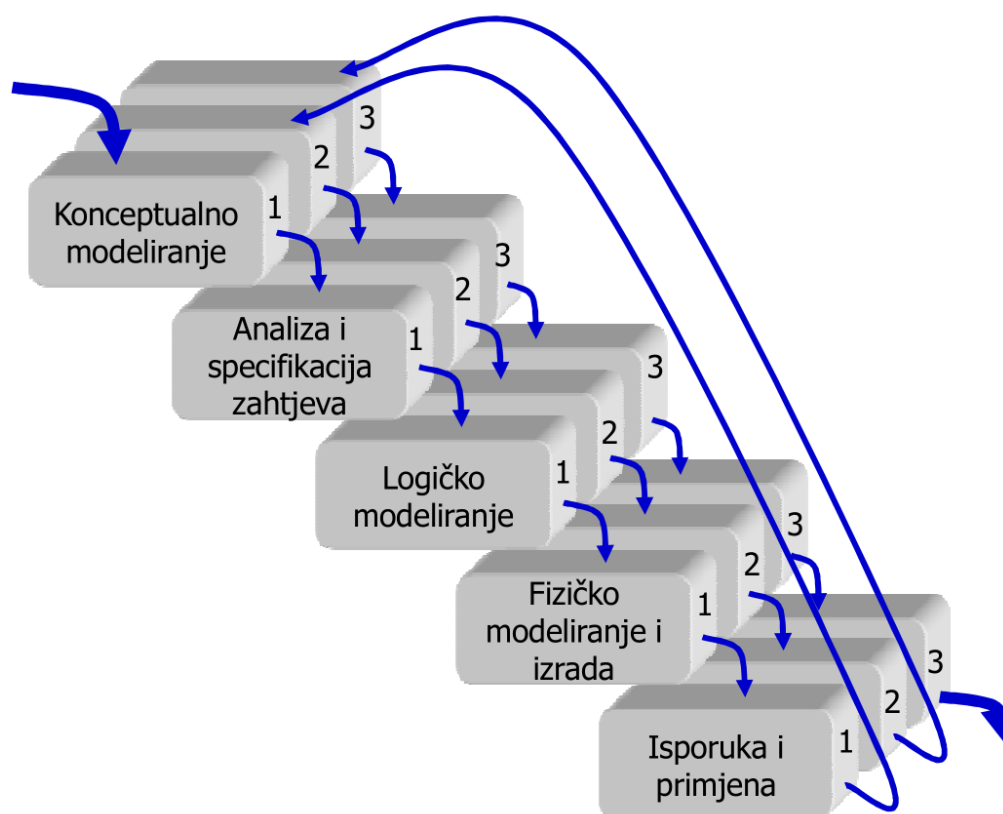 3
2
1
Konceptualno
modeliranje
3
2
1
Analiza i
specifikacija
zahtjeva
3
2
1
Logičko
modeliranje
3
2
1
Fizičko
modeliranje i
izrada
3
2
1
Isporuka i
primjena